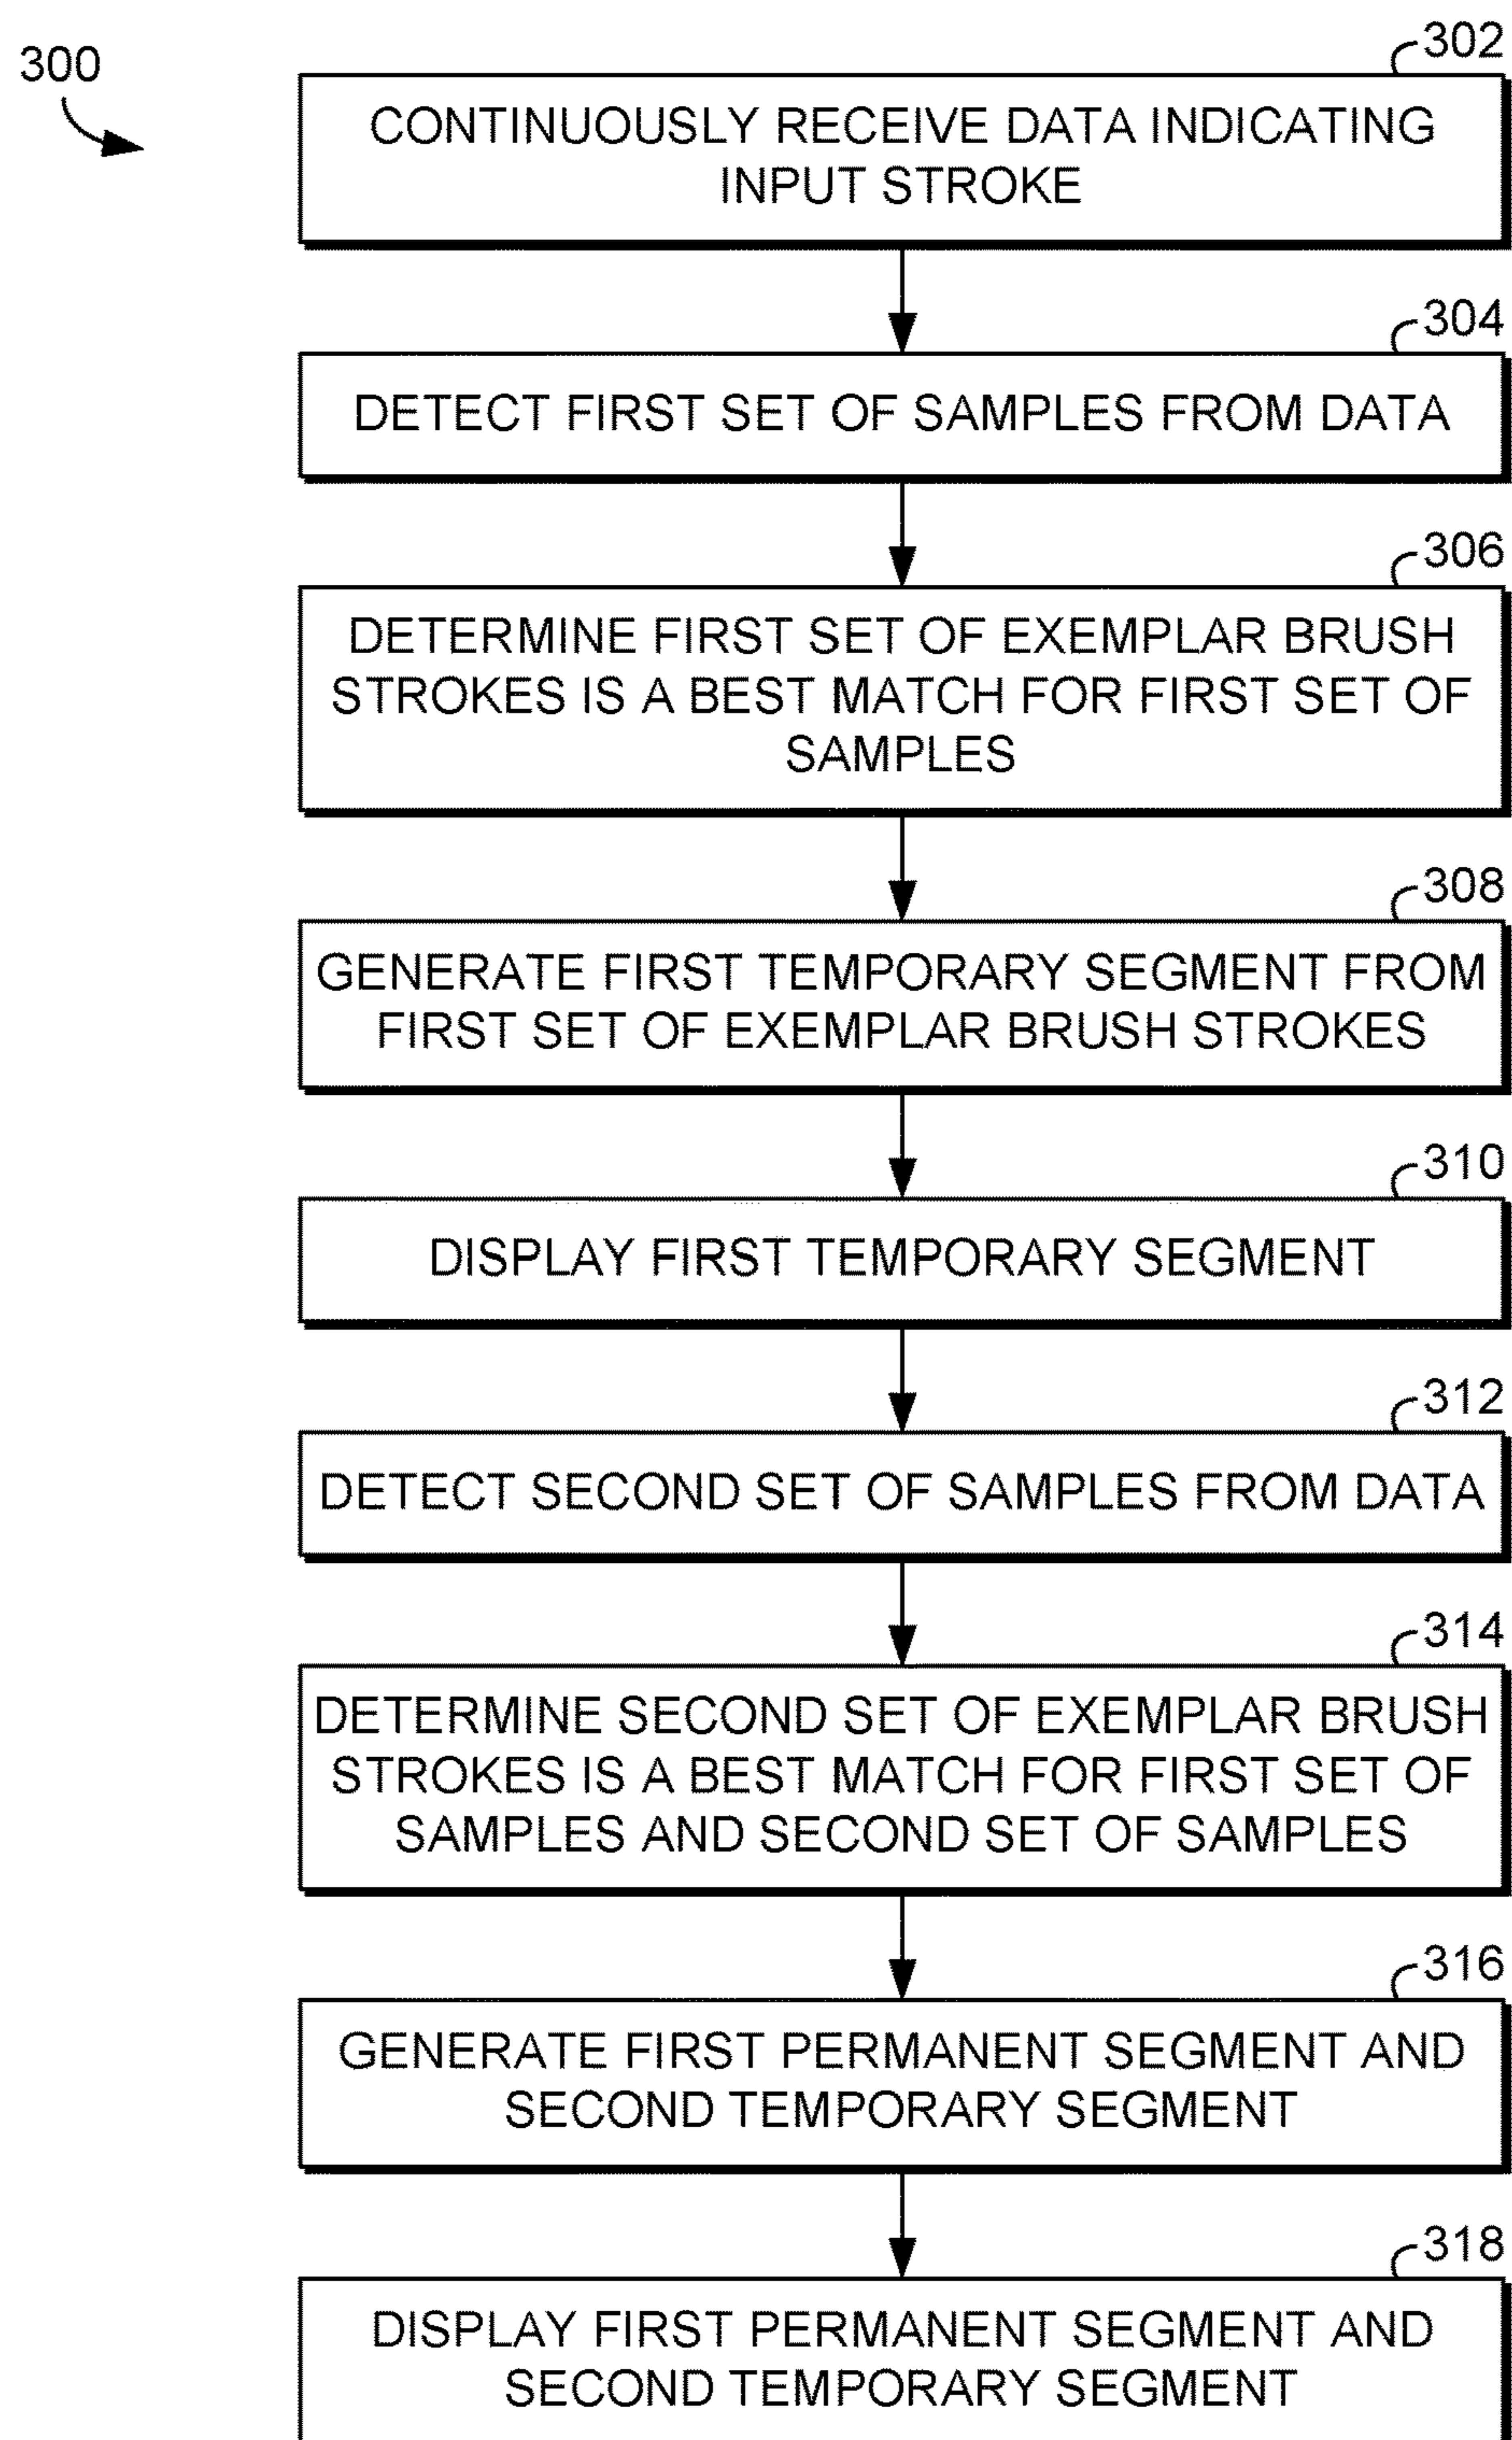 300
302
CONTINUOUSLY RECEIVE DATA INDICATING
INPUT STROKE
304
DETECT FIRST SET OF SAMPLES FROM DATA
306
DETERMINE FIRST SET OF EXEMPLAR BRUSH
STROKES IS A BEST MATCH FOR FIRST SET OF
SAMPLES
308
GENERATE FIRST TEMPORARY SEGMENT FROM
FIRST SET OF EXEMPLAR BRUSH STROKES
310
DISPLAY FIRST TEMPORARY SEGMENT
312
DETECT SECOND SET OF SAMPLES FROM DATA
314
DETERMINE SECOND SET OF EXEMPLAR BRUSH
STROKES IS A BEST MATCH FOR FIRST SET OF
SAMPLES AND SECOND SET OF SAMPLES
316
GENERATE FIRST PERMANENT SEGMENT AND
SECOND TEMPORARY SEGMENT
318
DISPLAY FIRST PERMANENT SEGMENT AND
SECOND TEMPORARY SEGMENT